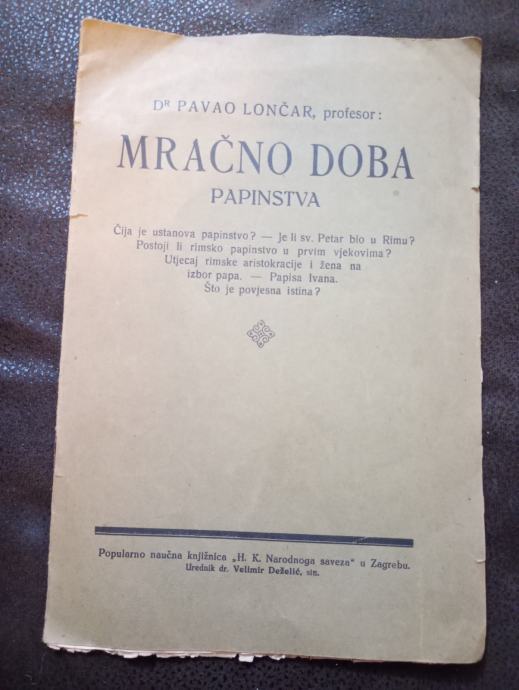 Dʀ PAVAO LONČAR, profesor:
MRAČNO DOBA
PAPINSTVA
Čija je ustanova papinstvo? — Je li sv. Petar bio u Rimu?
Postoji li rimsko papinstvo u prvim vjekovima?
Utjecaj rimske aristokracije i žena na
izbor papa. — Papisa Ivana.
Što je povjesna istina?
Popularno naučna knjižnica „H. K. Narodnoga saveza" u Zagrebu.
Urednik dr. Velimir Deželić, sin.